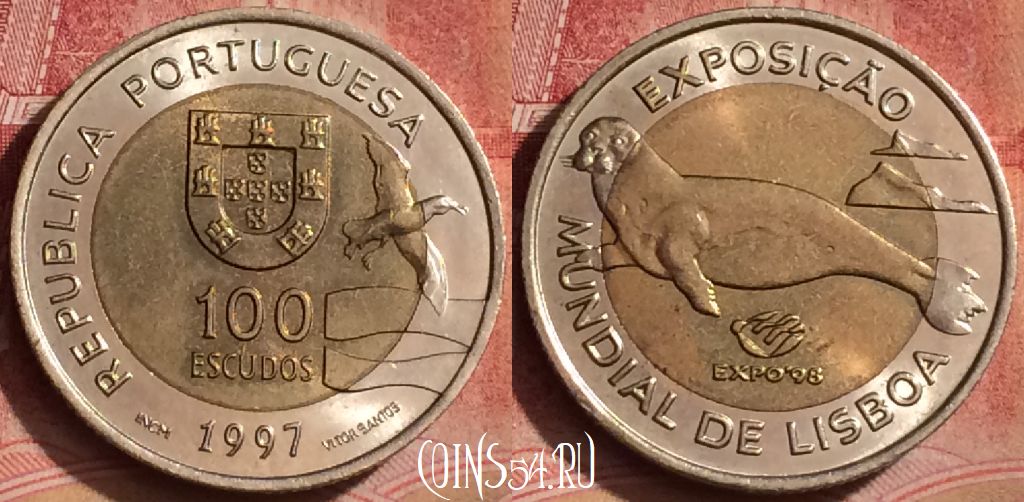 REPUBLICA PORTUGUESA
100
ESCUDOS
INCM
1997
VITOR SANTOS
EXPOSIÇÃO
MUNDIAL DE LISBOA
EXPO'98
COINS54.RU